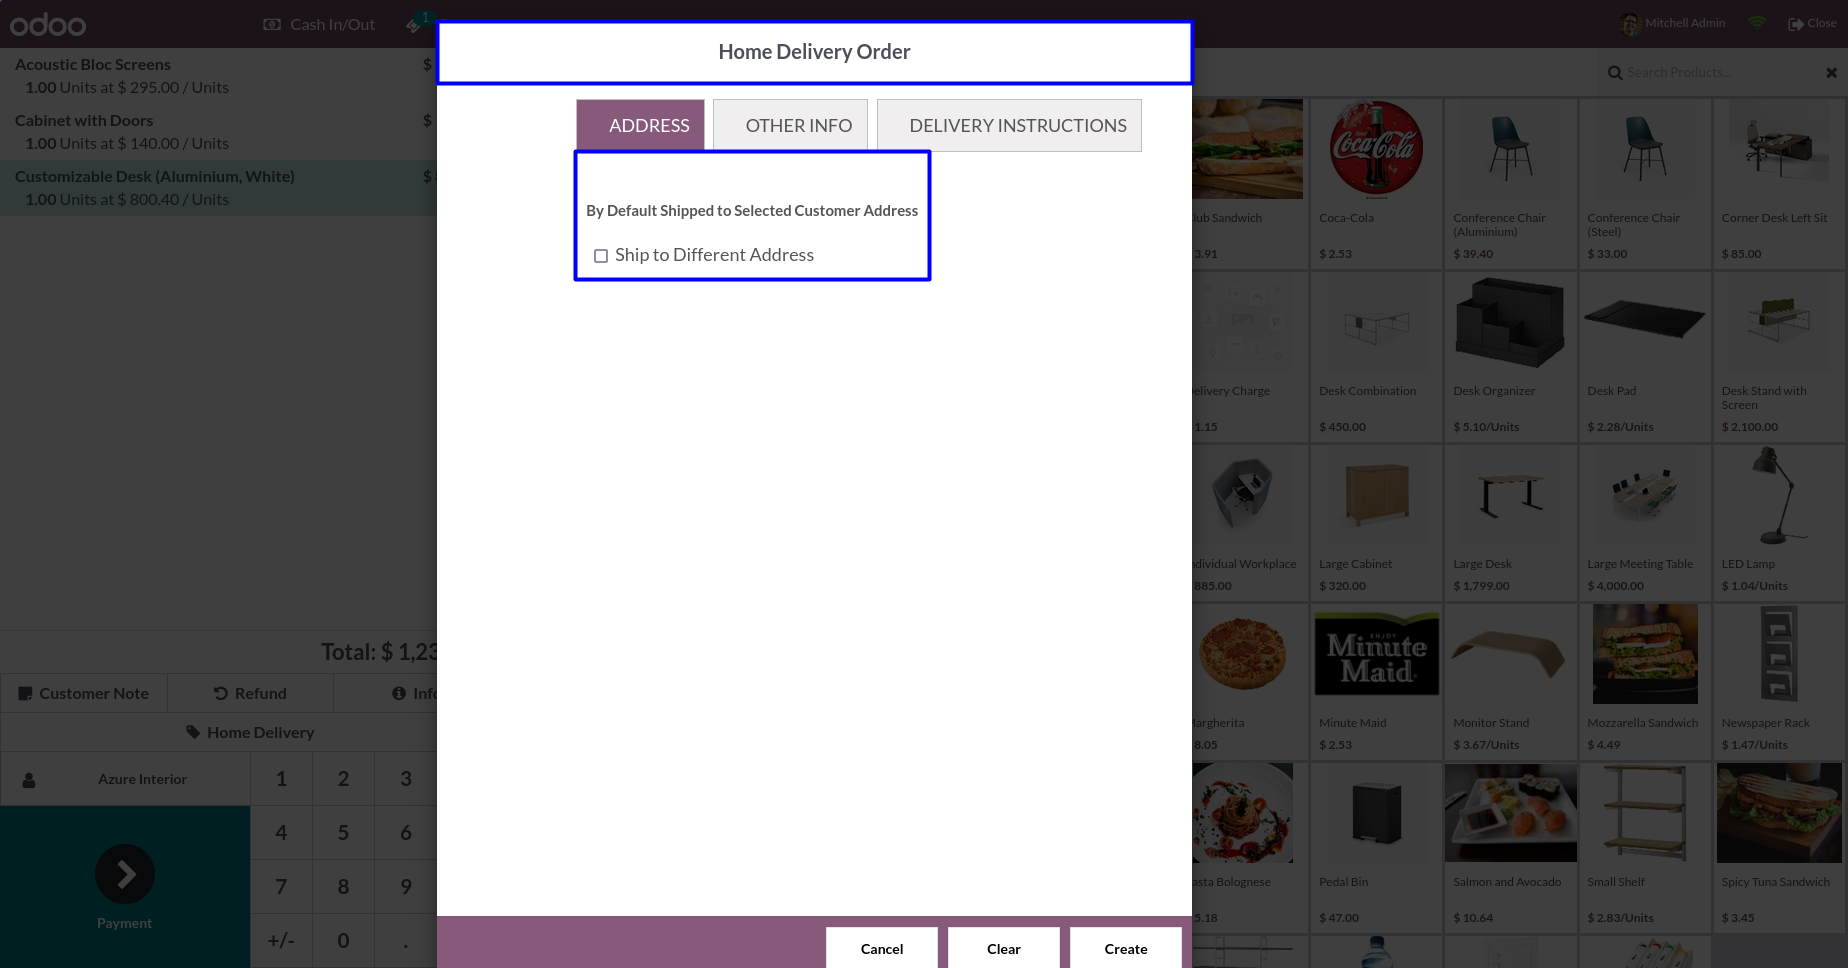 odoo
Cash In/Out
1
Mitchell Admin
Close
Acoustic Bloc Screens
$
1.00 Units at $ 295.00 / Units
Cabinet with Doors
$
1.00 Units at $ 140.00 / Units
Customizable Desk (Aluminium, White)
$
1.00 Units at $ 800.40 / Units
Total: $ 1,23
Customer Note
Refund
Info
Home Delivery
Azure Interior
1 2 3
4 5 6
7 8 9
+/- 0 .
Payment
Home Delivery Order
ADDRESS
OTHER INFO
DELIVERY INSTRUCTIONS
By Default Shipped to Selected Customer Address
Ship to Different Address
Cancel
Clear
Create
Search Products...
lub Sandwich
3.91
Coca-Cola
Coca-Cola
$ 2.53
Conference Chair
(Aluminium)
$ 39.40
Conference Chair
(Steel)
$ 33.00
Corner Desk Left Sit
$ 85.00
elivery Charge
1.15
Desk Combination
$ 450.00
Desk Organizer
$ 5.10/Units
Desk Pad
$ 2.28/Units
Desk Stand with
Screen
$ 2,100.00
ndividual Workplace
885.00
Large Cabinet
$ 320.00
Large Desk
$ 1,799.00
Large Meeting Table
$ 4,000.00
LED Lamp
$ 1.04/Units
Margherita
8.05
ENJOY
Minute
Maid
Minute Maid
$ 2.53
Monitor Stand
$ 3.67/Units
Mozzarella Sandwich
$ 4.49
Newspaper Rack
$ 1.47/Units
asta Bolognese
5.18
Pedal Bin
$ 47.00
Salmon and Avocado
$ 10.64
Small Shelf
$ 2.83/Units
Spicy Tuna Sandwich
$ 3.45